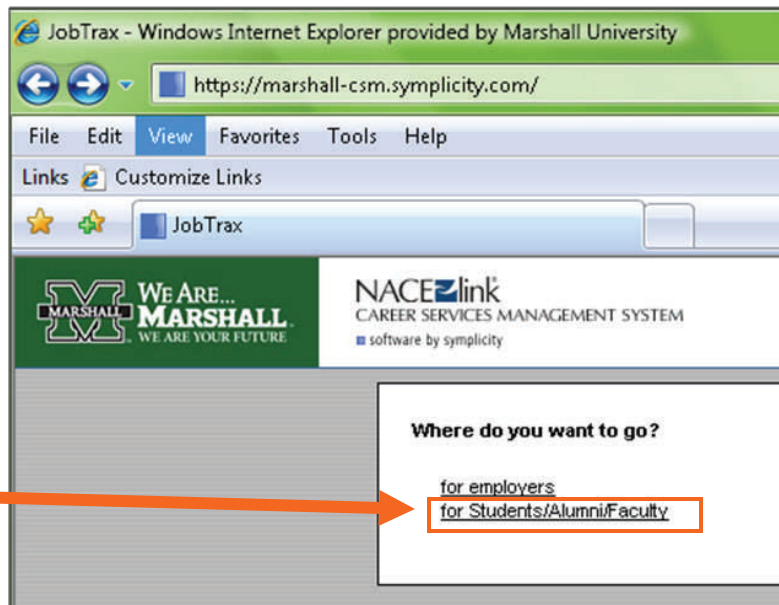 JobTrax - Windows Internet Explorer provided by Marshall University
https://marshall-csm.symplicity.com/
File Edit View Favorites Tools Help
Links Customize Links
JobTrax
MARSHALL
WE ARE...
MARSHALL.
WE ARE YOUR FUTURE
NACElink
CAREER SERVICES MANAGEMENT SYSTEM
software by symplicity
Where do you want to go?
for employers
for Students/Alumni/Faculty